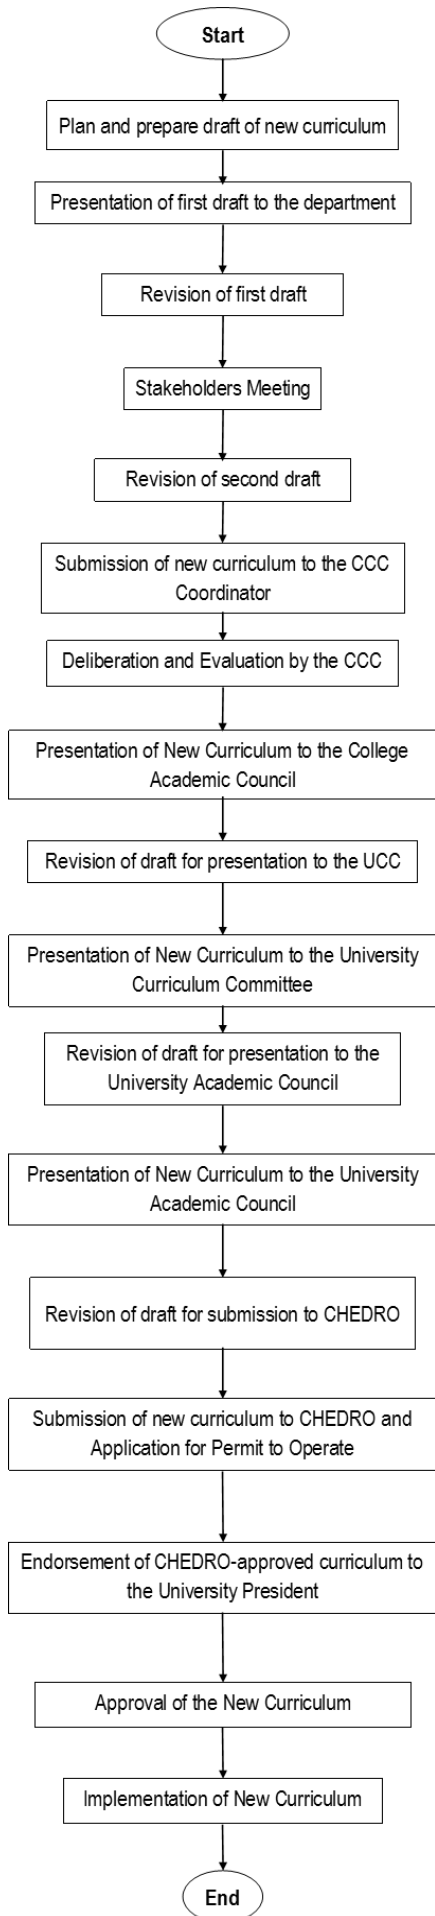 Start
Plan and prepare draft of new curriculum
Presentation of first draft to the department
Revision of first draft
Stakeholders Meeting
Revision of second draft
Submission of new curriculum to the CCC
Coordinator
Deliberation and Evaluation by the CCC
Presentation of New Curriculum to the College
Academic Council
Revision of draft for presentation to the UCC
Presentation of New Curriculum to the University
Curriculum Committee
Revision of draft for presentation to the
University Academic Council
Presentation of New Curriculum to the University
Academic Council
Revision of draft for submission to CHEDRO
Submission of new curriculum to CHEDRO and
Application for Permit to Operate
Endorsement of CHEDRO-approved curriculum to
the University President
Approval of the New Curriculum
Implementation of New Curriculum
End